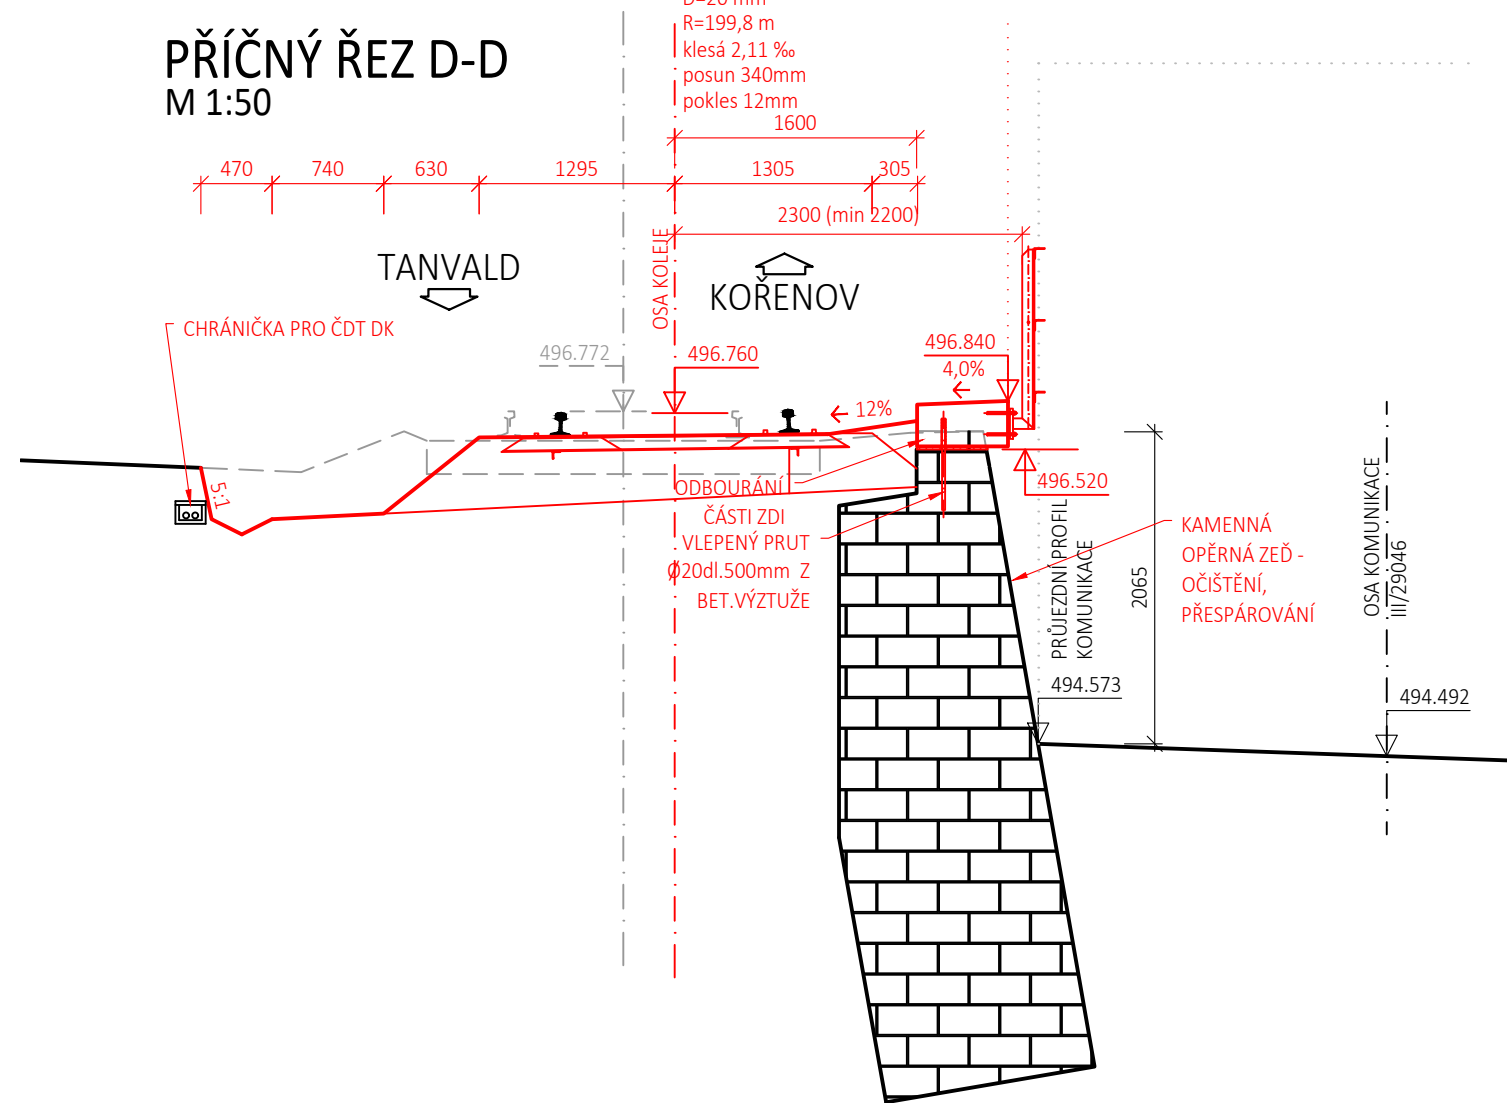 D=20 mm
R=199,8 m
klesá 2,11 ‰
posun 340mm
pokles 12mm
PŘÍČNÝ ŘEZ D-D
M 1:50
1600
470
740
630
1295
1305
305
2300 (min 2200)
OSA KOLEJE
TANVALD
KOŘENOV
CHRÁNIČKA PRO ČDT DK
496.772
496.760
496.840
4,0%
12%
5:1
ODBOURÁNÍ
ČÁSTI ZDI
VLEPENÝ PRUT
Ø20dl.500mm Z
BET.VÝZTUŽE
496.520
PRŮJEZDNÍ PROFIL
KOMUNIKACE
2065
KAMENNÁ
OPĚRNÁ ZEĎ -
OČIŠTĚNÍ,
PŘESPÁROVÁNÍ
OSA KOMUNIKACE
III/29046
494.573
494.492